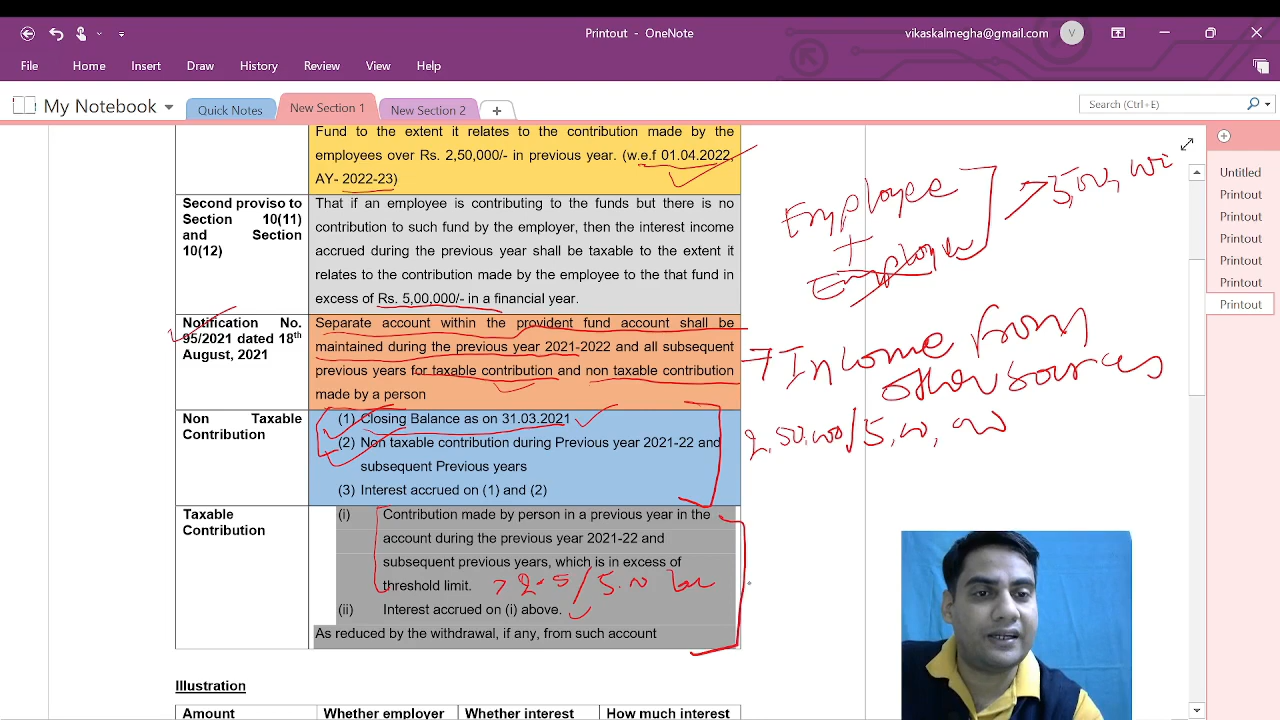 Printout - OneNote
vikaskalmegha@gmail.com
V
File Home Insert Draw History Review View Help
My Notebook
Quick Notes
New Section 1
New Section 2
+
Search (Ctrl+E)
Fund to the extent it relates to the contribution made by the
employees over Rs. 2,50,000/- in previous year. (w.e.f 01.04.2022,
AY- 2022-23)
Second proviso to
Section 10(11)
and Section
10(12)
That if an employee is contributing to the funds but there is no
contribution to such fund by the employer, then the interest income
accrued during the previous year shall be taxable to the extent it
relates to the contribution made by the employee to the that fund in
excess of Rs. 5,00,000/- in a financial year.
Notification No.
95/2021 dated 18th
August, 2021
Separate account within the provident fund account shall be
maintained during the previous year 2021-2022 and all subsequent
previous years for taxable contribution and non taxable contribution
made by a person
Non Taxable
Contribution
(1) Closing Balance as on 31.03.2021
(2) Non taxable contribution during Previous year 2021-22 and
subsequent Previous years
(3) Interest accrued on (1) and (2)
Taxable
Contribution
(i) Contribution made by person in a previous year in the
account during the previous year 2021-22 and
subsequent previous years, which is in excess of
threshold limit. > 2.5/5.00 lac
(ii) Interest accrued on (i) above.
As reduced by the withdrawal, if any, from such account
Illustration
Amount
Whether employer
Whether interest
How much interest
Employee
+
Employer
> 5,00,000
Income from
other sources
2,50,000/5,00,000
Untitled
Printout
Printout
Printout
Printout
Printout
Printout